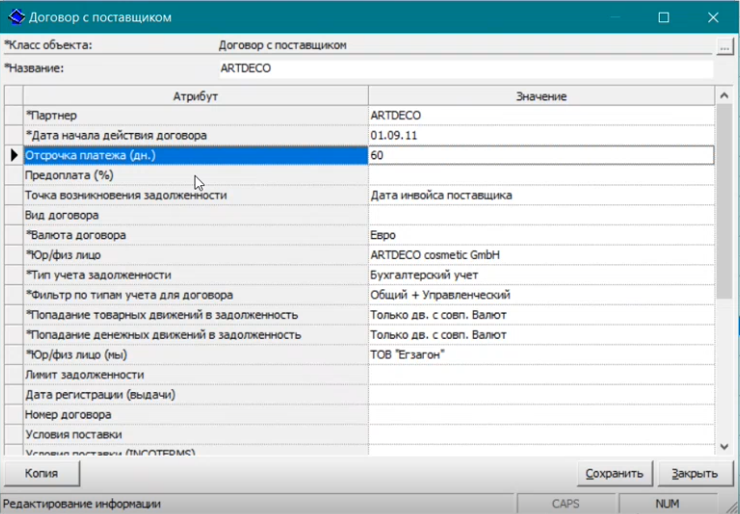 Договор с поставщиком
*Класс объекта: Договор с поставщиком ...
*Название: ARTDECO
Атрибут Значение
*Партнер ARTDECO
*Дата начала действия договора 01.09.11
Отсрочка платежа (дн.) 60
Предоплата (%)
Точка возникновения задолженности Дата инвойса поставщика
Вид договора
*Валюта договора Евро
*Юр/физ лицо ARTDECO cosmetic GmbH
*Тип учета задолженности Бухгалтерский учет
*Фильтр по типам учета для договора Общий + Управленческий
*Попадание товарных движений в задолженность Только дв. с совп. Валют
*Попадание денежных движений в задолженность Только дв. с совп. Валют
*Юр/физ лицо (мы) ТОВ "Егзагон"
Лимит задолженности
Дата регистрации (выдачи)
Номер договора
Условия поставки
Условия поставки (INCOTERMS)
Копия Сохранить Закрыть
Редактирование информации CAPS NUM